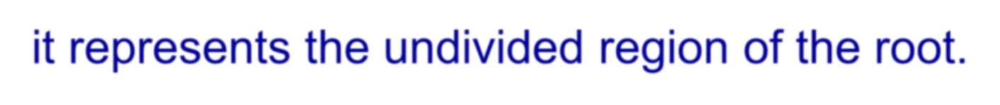 it represents the undivided region of the root.